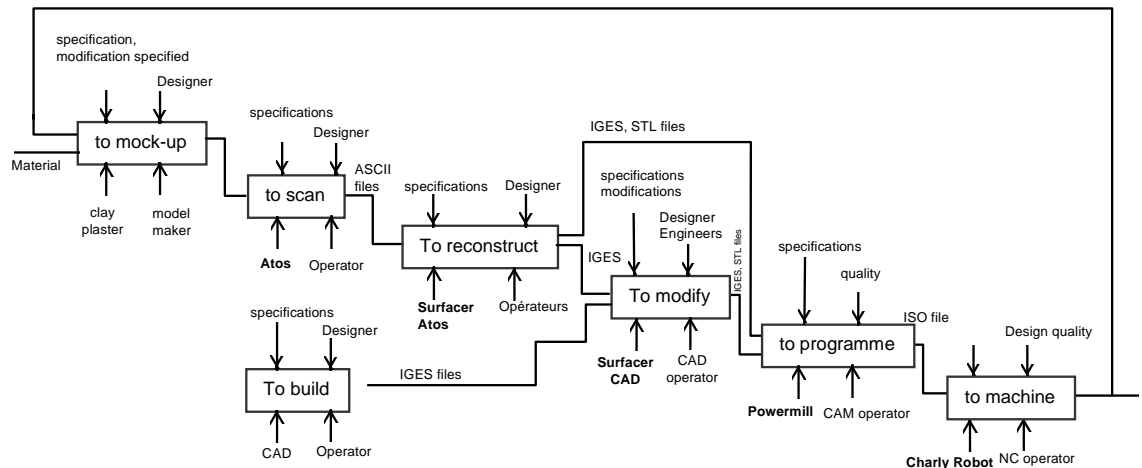 specification,
modification specified
Designer
to mock-up
Material
clay
plaster
model
maker
specifications
Designer
to scan
ASCII
files
Atos
Operator
specifications
Designer
To reconstruct
Surfacer
Atos
Opérateurs
IGES, STL files
IGES
specifications
modifications
Designer
Engineers
To modify
IGES, STL files
Surfacer
CAD
CAD
operator
specifications
Designer
To build
IGES files
CAD
Operator
specifications
quality
to programme
ISO file
Powermill
CAM operator
Design quality
to machine
Charly Robot
NC operator